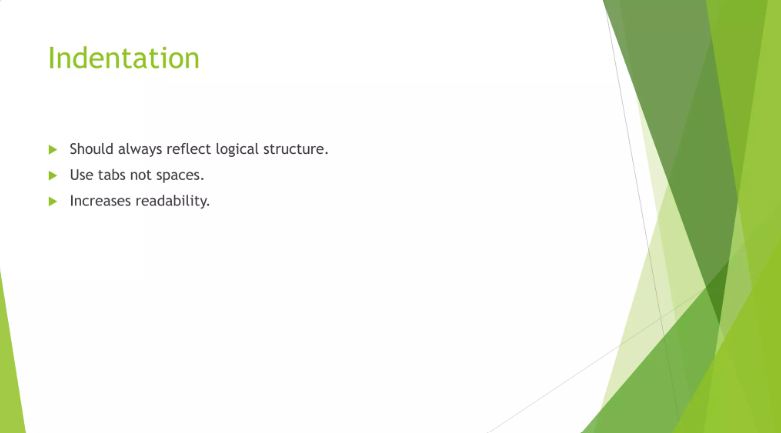 Indentation
Should always reflect logical structure.
Use tabs not spaces.
Increases readability.